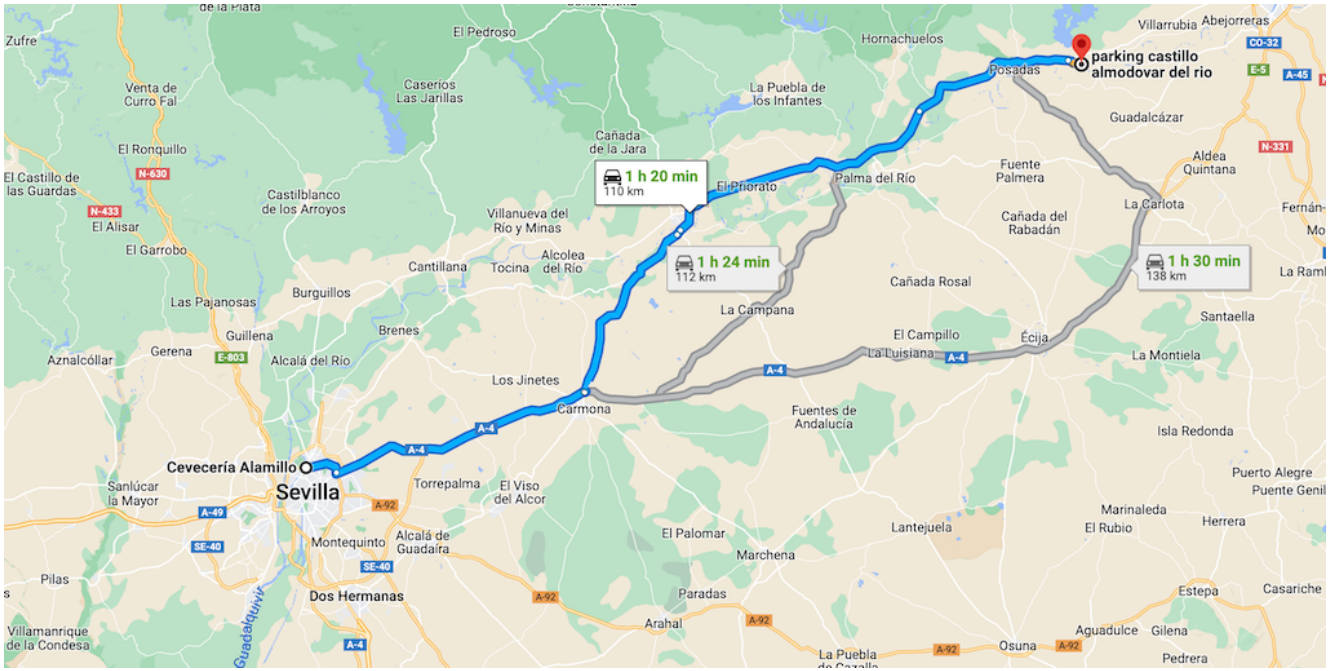 de la Plata
Constantina
Zufre
El Pedroso
Hornachuelos
Villarrubia
Abejorreras
CO-32
parking castillo
almodovar del rio
E-5
A-45
Posadas
Venta de
Curro Fal
Caserios
Las Jarillas
La Puebla de
los Infantes
Guadalcázar
El Ronquillo
Cañada
de la Jara
N-331
El Castillo de
las Guardas
N-630
1 h 20 min
110 km
El Priorato
Palma del Río
Fuente
Palmera
Aldea
Quintana
Castilblanco
de los Arroyos
La Carlota
N-433
El Alisar
Villanueva del
Río y Minas
Cañada del
Rabadán
Fernán-
Mo
El Garrobo
Alcolea
del Río
1 h 24 min
112 km
1 h 30 min
138 km
Cantillana
Tocina
La Ramb
Las Pajanosas
Burguillos
Cañada Rosal
La Campana
Santaella
Guillena
Brenes
El Campillo
Écija
E-803
Gerena
Aznalcóllar
Alcalá del Río
La Luisiana
A-4
La Montiela
Los Jinetes
A-4
Carmona
Fuentes de
Andalucía
A-4
Isla Redonda
A-4
Cevecería Alamillo
Sevilla
Puerto Alegre
Puente Genil
Sanlúcar
la Mayor
Torrepalma
El Viso
del Alcor
A-49
A-92
Marinaleda
El Rubio
Herrera
Lantejuela
El Palomar
SE-40
Montequinto
Alcalá de
Guadaíra
Marchena
SE-40
Pilas
s
Dos Hermanas
A-92
Paradas
Estepa
Casariche
Guadalquivir
Arahal
A-92
Villamanrique
de la Condesa
A-4
Aguadulce
Gilena
Osuna
A-92
A-92
La Puebla
de Cazalla
Pedrera